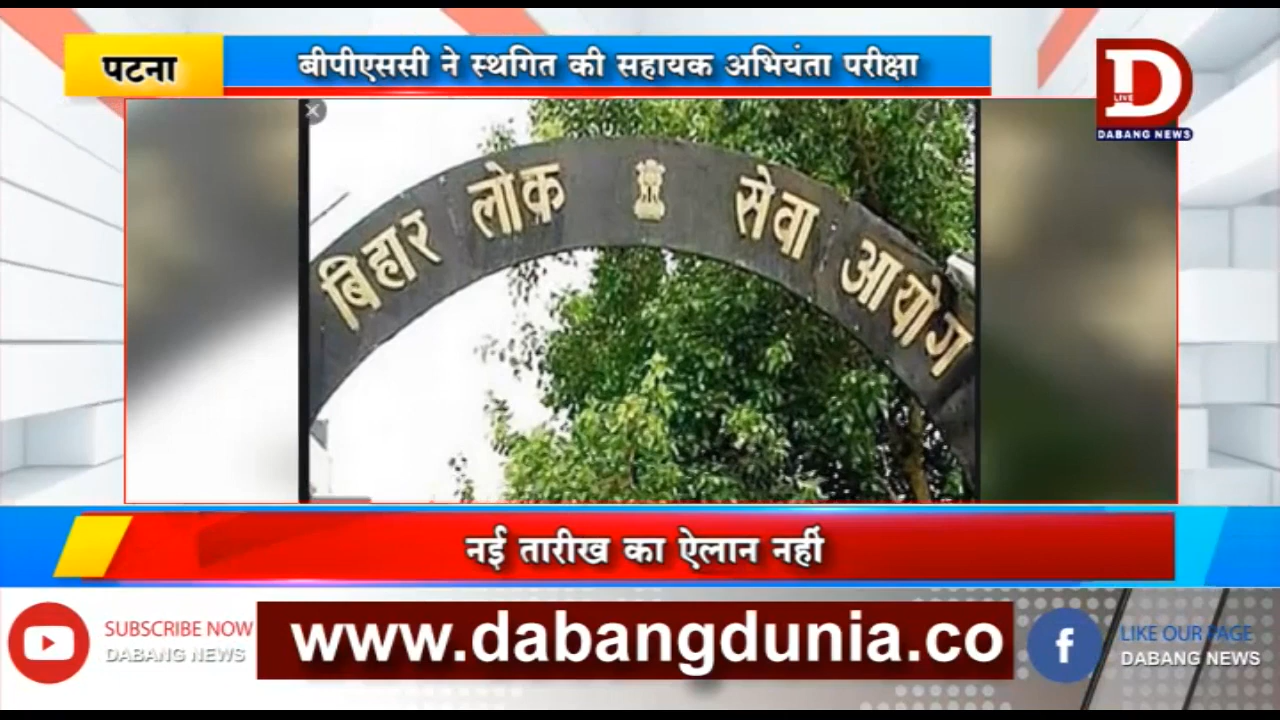 पटना
बीपीएससी ने स्थगित की सहायक अभियंता परीक्षा
D
LIVE
DABANG NEWS
बिहार लोक सेवा आयोग
नई तारीख का ऐलान नहीं
SUBSCRIBE NOW
DABANG NEWS
www.dabangdunia.co
f
LIKE OUR PAGE
DABANG NEWS